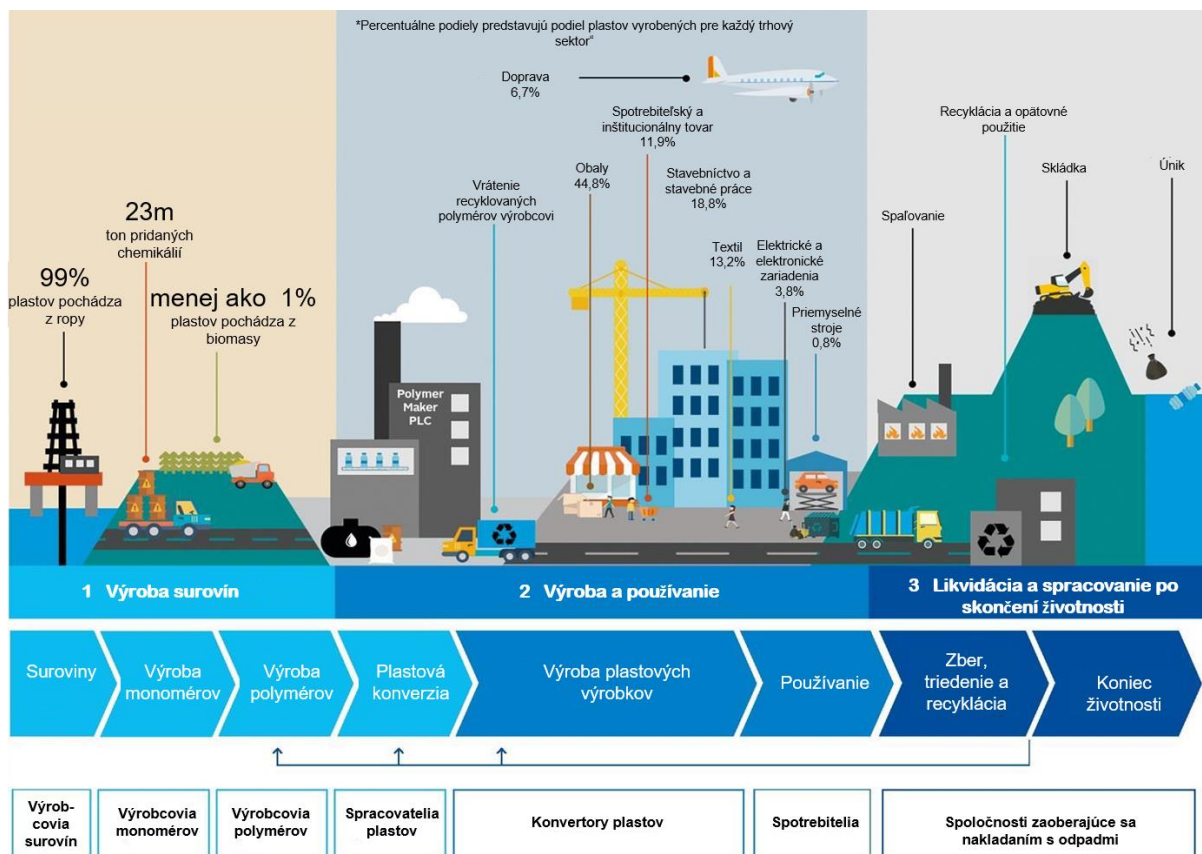 *Percentuálne podiely predstavujú podiel plastov vyrobených pre každý trhový
sektor“
Doprava
6,7%
Spotrebiteľský a
inštitucionálny tovar
11,9%
Obaly
44,8%
Stavebníctvo a
stavebné práce
18,8%
Vrátenie
recyklovaných
polymérov výrobcovi
Textil
13,2%
Elektrické a
elektronické
zariadenia
3,8%
Priemyselné
stroje
0,8%
23m
ton pridaných
chemikálií
99%
plastov pochádza
z ropy
menej ako 1%
plastov pochádza z
biomasy
Recyklácia a opätovné
použitie
Skládka
Únik
Spaľovanie
Polymer
Maker
PLC
1 Výroba surovín
2 Výroba a používanie
3 Likvidácia a spracovanie po
skončení životnosti
Suroviny
Výroba
monomérov
Výroba
polymérov
Plastová
konverzia
Výroba plastových
výrobkov
Používanie
Zber,
triedenie a
recyklácia
Koniec
životnosti
Výrob-
covia
surovín
Výrobcovia
monomérov
Výrobcovia
polymérov
Spracovatelia
plastov
Konvertory plastov
Spotrebitelia
Spoločnosti zaoberajúce sa
nakladaním s odpadmi